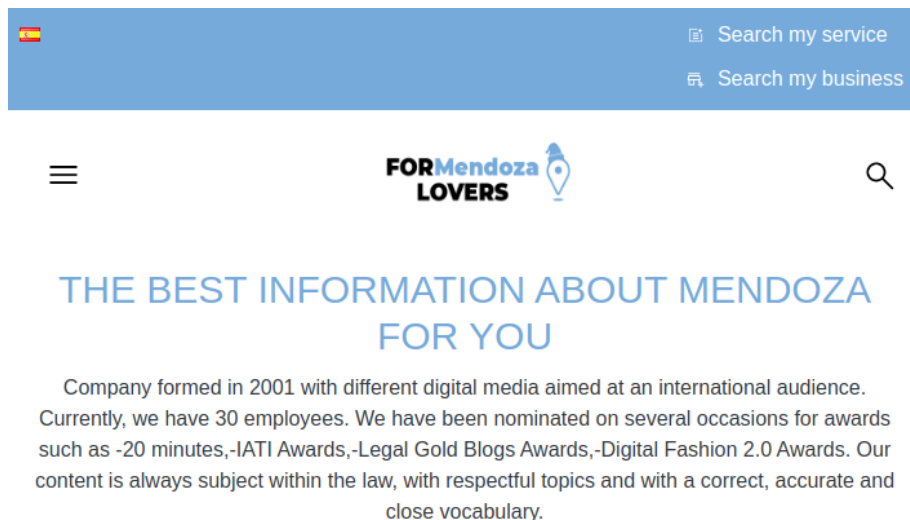 Search my service
Search my business
FORMendoza
LOVERS
THE BEST INFORMATION ABOUT MENDOZA
FOR YOU
Company formed in 2001 with different digital media aimed at an international audience.
Currently, we have 30 employees. We have been nominated on several occasions for awards
such as -20 minutes,-IATI Awards,-Legal Gold Blogs Awards,-Digital Fashion 2.0 Awards. Our
content is always subject within the law, with respectful topics and with a correct, accurate and
close vocabulary.